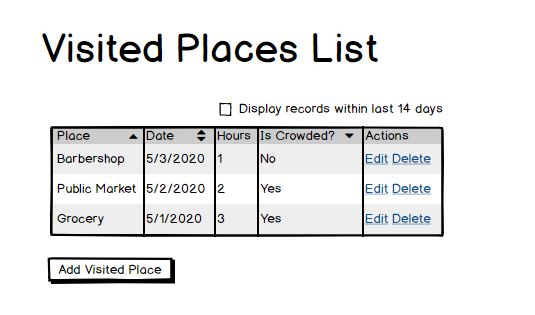 Visited Places List
Display records within last 14 days
Place Date Hours Is Crowded? Actions
Barbershop 5/3/2020 1 No Edit Delete
Public Market 5/2/2020 2 Yes Edit Delete
Grocery 5/1/2020 3 Yes Edit Delete
Add Visited Place